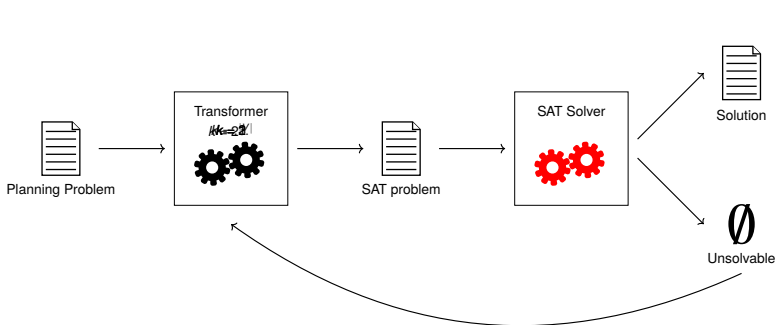 Transformer
SAT Solver
Solution
Planning Problem
SAT problem
∅
Unsolvable